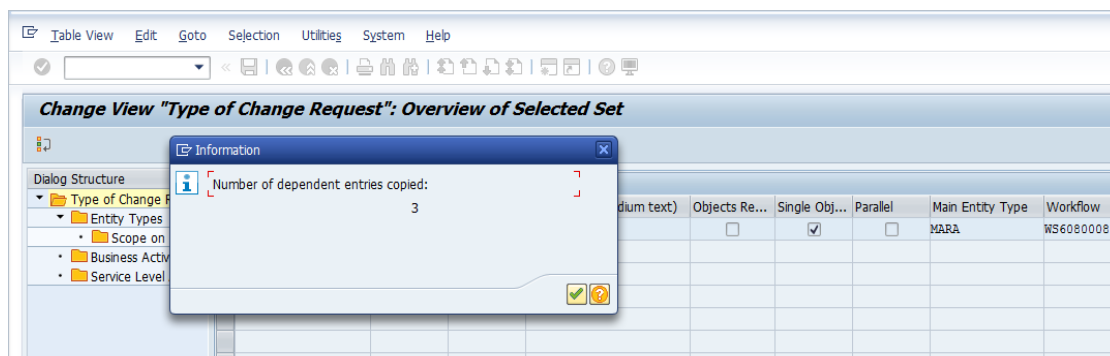 Table View Edit Goto Selection Utilities System Help
Change View "Type of Change Request": Overview of Selected Set
Information
Dialog Structure
Number of dependent entries copied:
3
Type of Change
Entity Types
Scope on
Business Activ
Service Level
dium text) Objects Re... Single Obj... Parallel Main Entity Type Workflow
MARA WS6080008